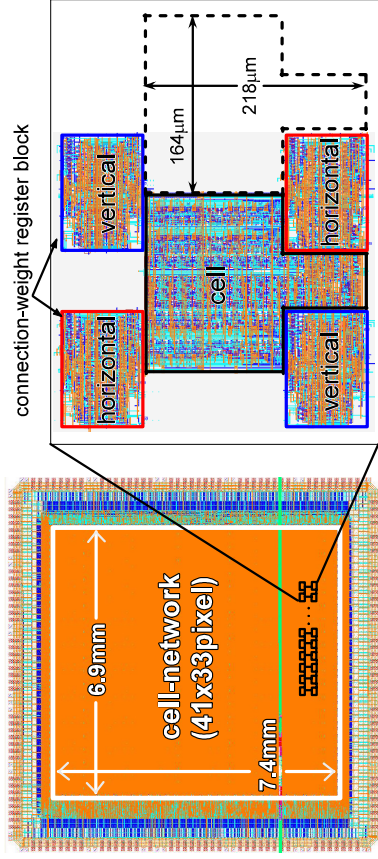 connection-weight register block
horizontal
vertical
cell
164μm
218μm
vertical
horizontal
6.9mm
cell-network
(41x33pixel)
7.4mm
...